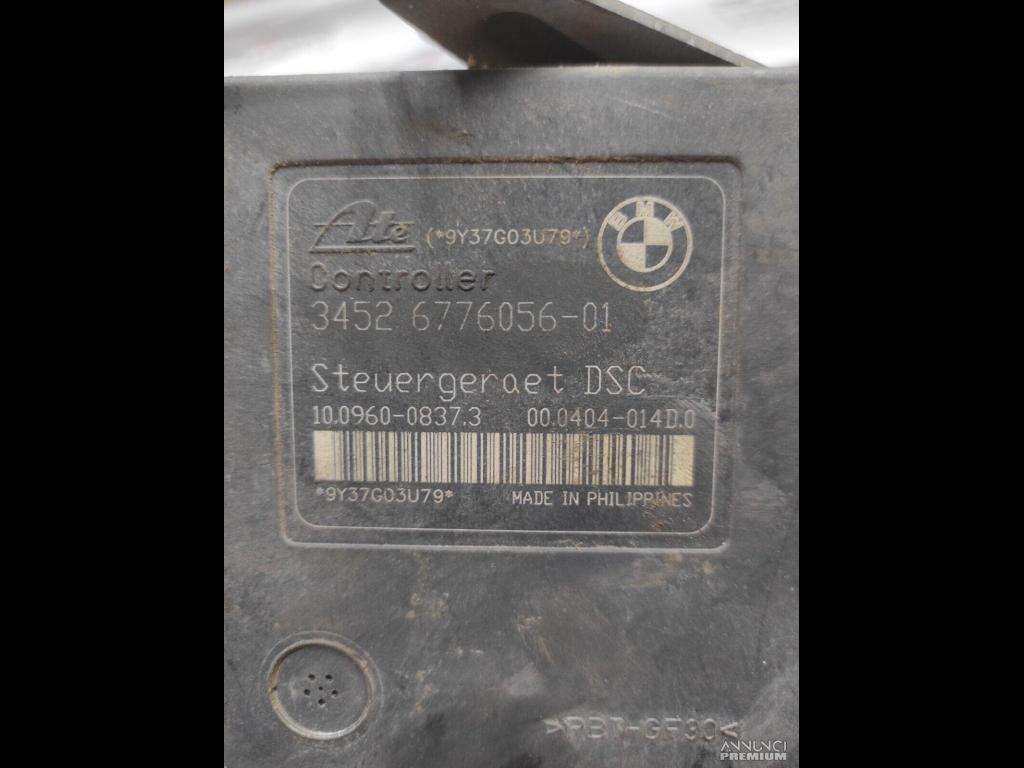 Ate (*9Y37G03U79*) BMW
Controller
3452 6776056-01
Steuergeraet DSC
10.0960-0837.3 00.0404-014D.0
*9Y37G03U79* MADE IN PHILIPPINES
>PBT-GF30<
ANNUNCI
PREMIUM